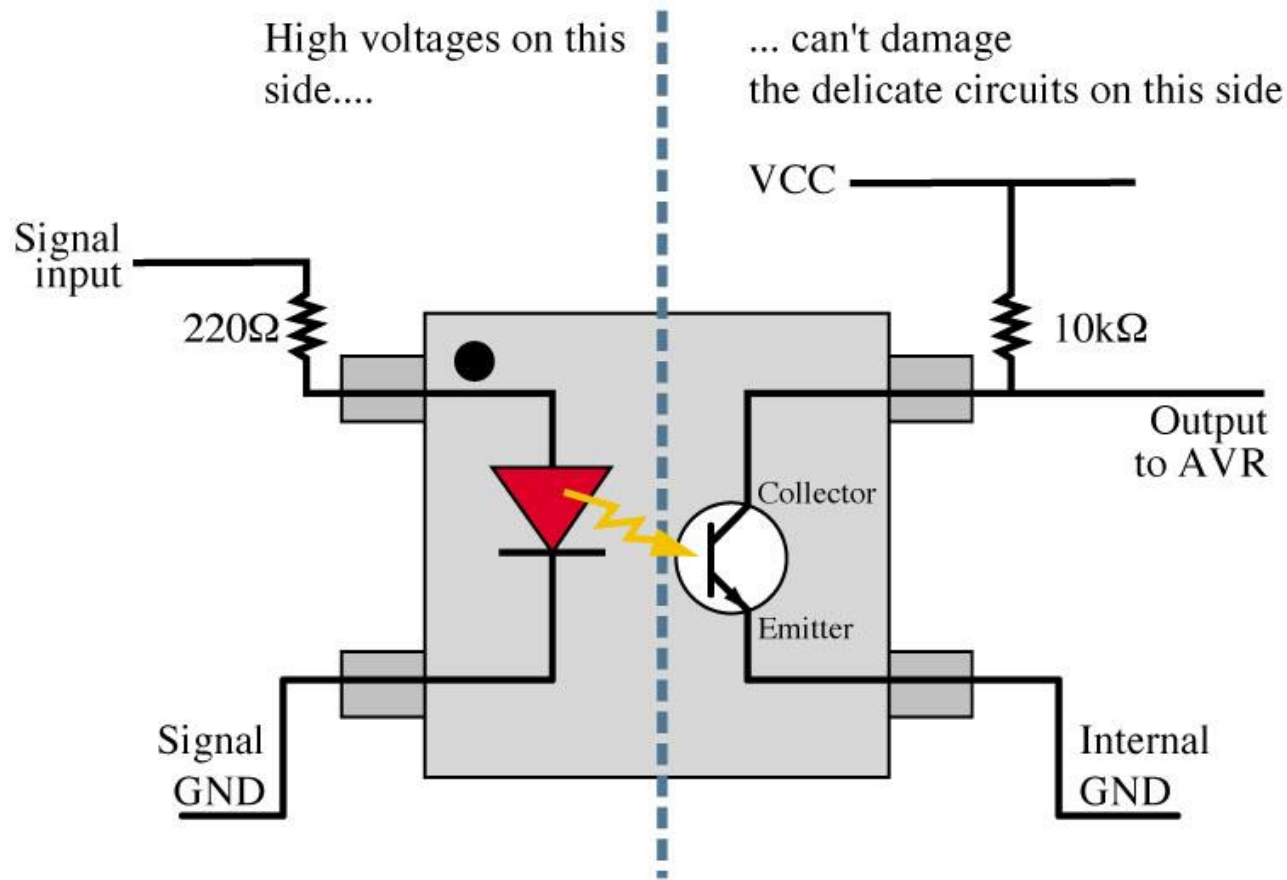 High voltages on this
side....
... can't damage
the delicate circuits on this side
VCC
Signal
input
220Ω
10kΩ
Output
to AVR
Collector
Emitter
Signal
GND
Internal
GND